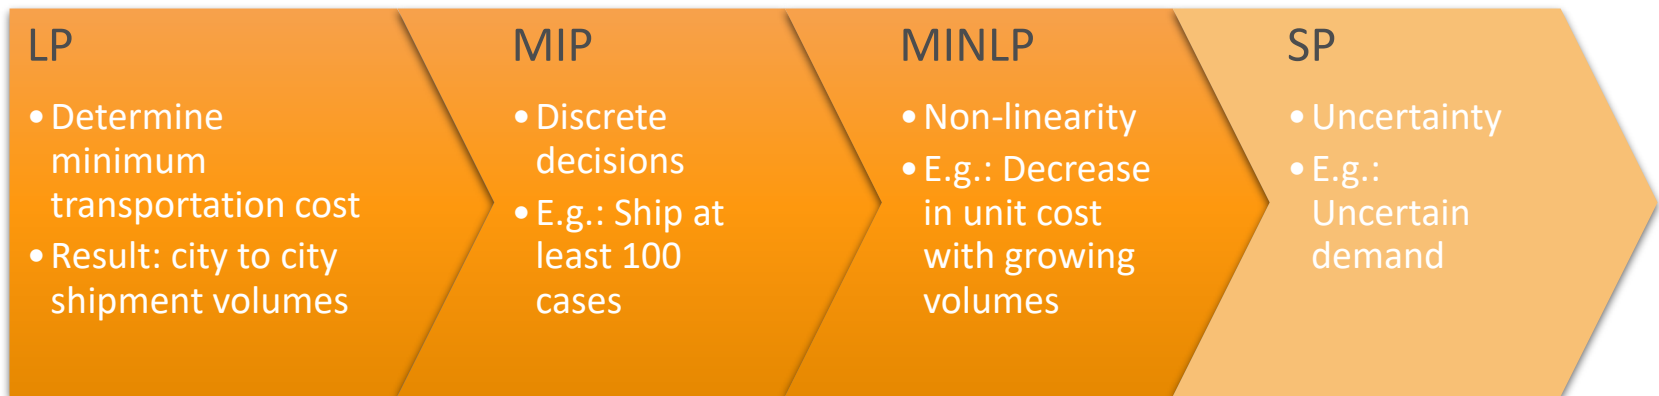 LP
• Determine
minimum
transportation cost
• Result: city to city
shipment volumes
MIP
• Discrete
decisions
• E.g.: Ship at
least 100
cases
MINLP
• Non-linearity
• E.g.: Decrease
in unit cost
with growing
volumes
SP
• Uncertainty
• E.g.:
Uncertain
demand